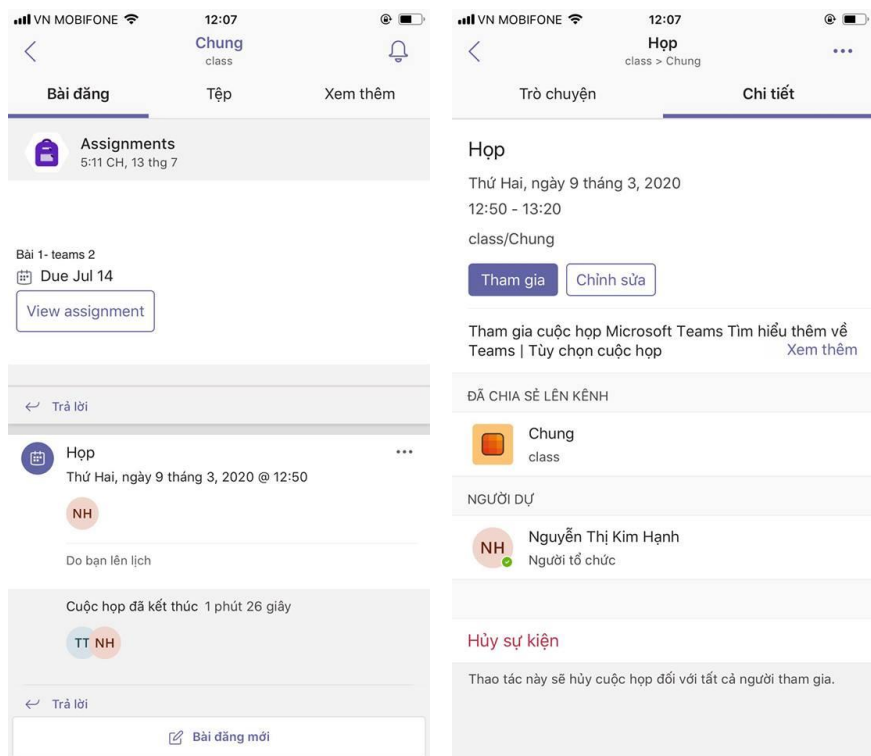 VN MOBIFONE 12:07
Chung
class
Bài đăng Tệp Xem thêm
Assignments
5:11 CH, 13 thg 7
Bài 1- teams 2
Due Jul 14
View assignment
Trả lời
Họp
Thứ Hai, ngày 9 tháng 3, 2020 @ 12:50
NH
Do bạn lên lịch
Cuộc họp đã kết thúc 1 phút 26 giây
TT NH
Trả lời
Bài đăng mới
VN MOBIFONE 12:07
Họp
class > Chung
Trò chuyện Chi tiết
Họp
Thứ Hai, ngày 9 tháng 3, 2020
12:50 - 13:20
class/Chung
Tham gia Chỉnh sửa
Tham gia cuộc họp Microsoft Teams Tìm hiểu thêm về
Teams | Tùy chọn cuộc họp Xem thêm
ĐÃ CHIA SẺ LÊN KÊNH
Chung
class
NGƯỜI DỰ
NH
Nguyễn Thị Kim Hạnh
Người tổ chức
Hủy sự kiện
Thao tác này sẽ hủy cuộc họp đối với tất cả người tham gia.